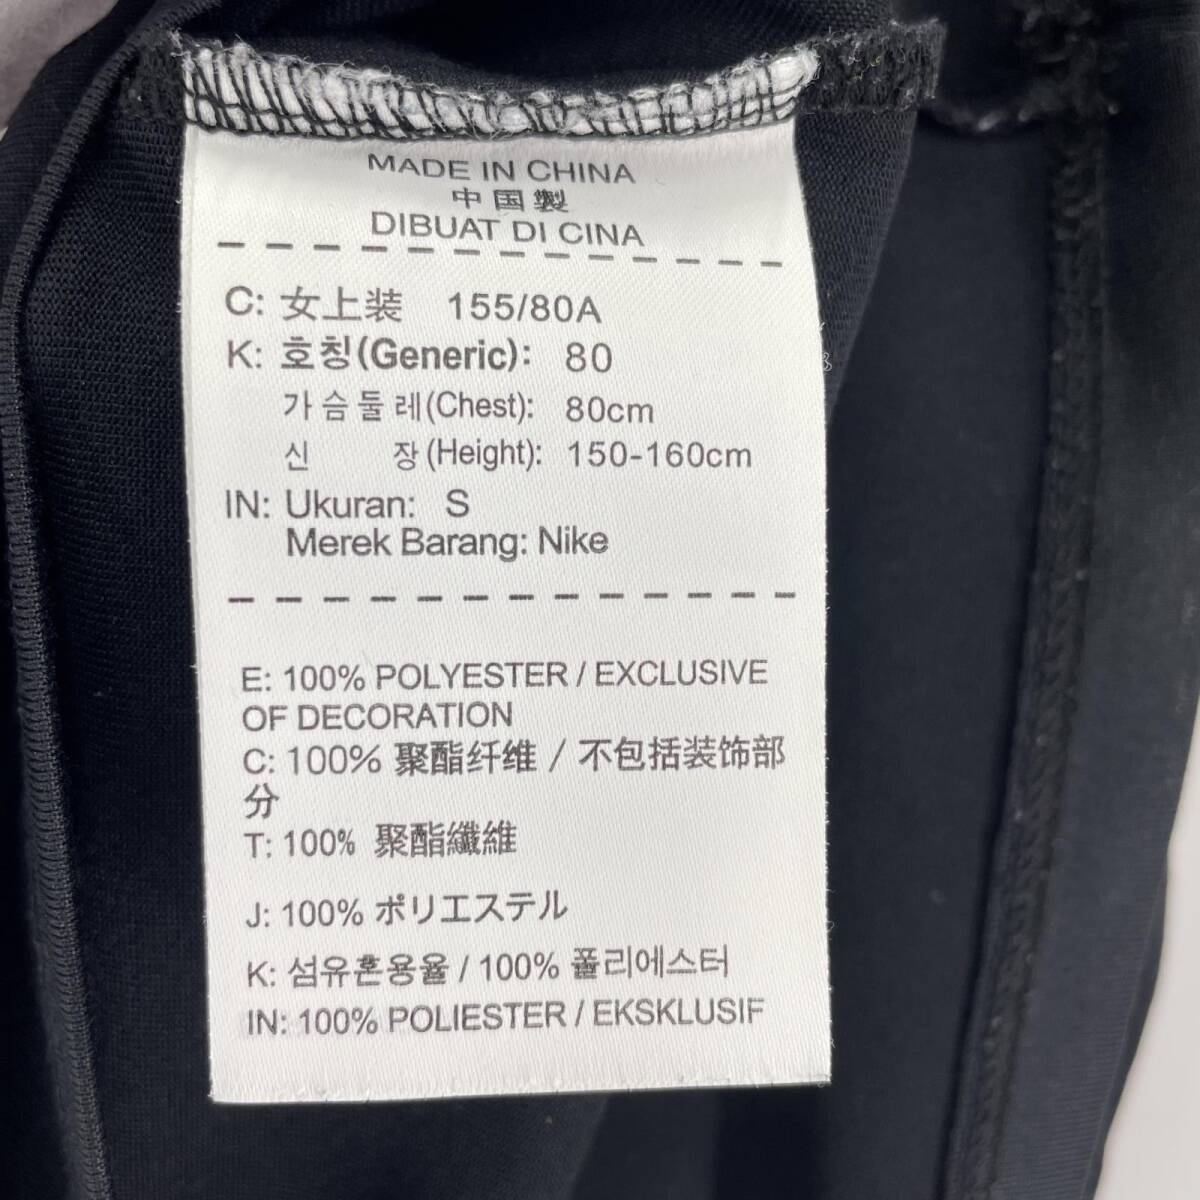 MADE IN CHINA
中国製
DIBUAT DI CINA
C: 女上装 155/80A
K: 호칭(Generic): 80
가슴둘레(Chest): 80cm
신 장(Height): 150-160cm
IN: Ukuran: S
Merek Barang: Nike
E: 100% POLYESTER / EXCLUSIVE
OF DECORATION
C: 100% 聚酯纤维 / 不包括装饰部
分
T: 100% 聚酯纖維
J: 100% ポリエステル
K: 섬유혼용율 / 100% 폴리에스터
IN: 100% POLIESTER / EKSKLUSIF